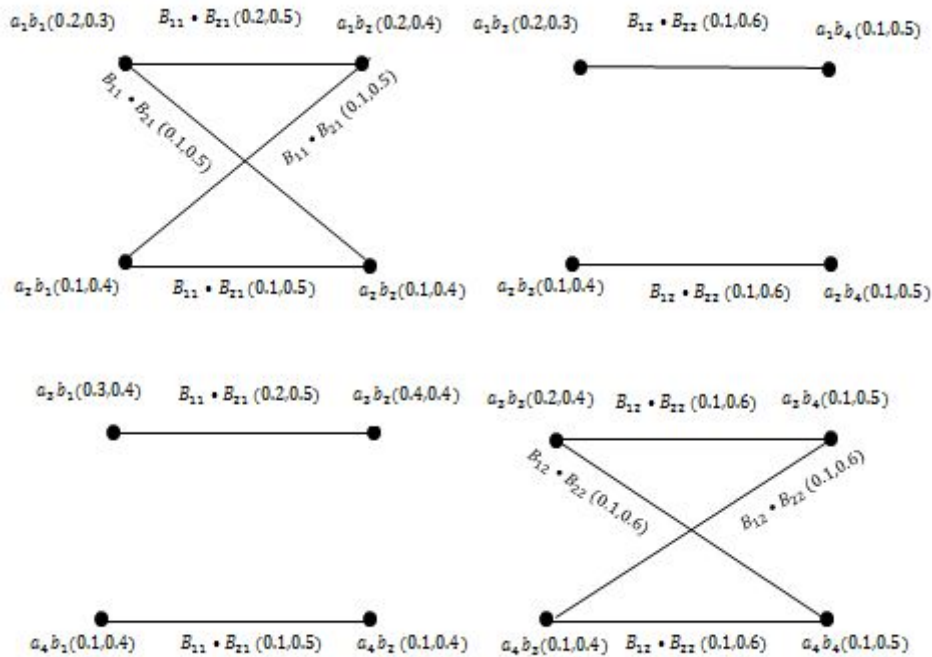 a₁b₁(0.2,0.3) B₁₁ • B₂₁ (0.2,0.5) a₁b₂(0.2,0.4)
a₁b₃(0.2,0.3) B₁₂ • B₂₂ (0.1,0.6) a₁b₄(0.1,0.5)
B₁₁ • B₂₁ (0.1,0.5)
B₁₁ • B₂₁ (0.1,0.5)
a₂b₁(0.1,0.4) B₁₁ • B₂₁ (0.1,0.5) a₂b₂(0.1,0.4)
a₂b₃(0.1,0.4) B₁₂ • B₂₂ (0.1,0.6) a₂b₄(0.1,0.5)
a₃b₁(0.3,0.4) B₁₁ • B₂₁ (0.2,0.5) a₃b₂(0.4,0.4)
a₃b₃(0.2,0.4) B₁₂ • B₂₂ (0.1,0.6) a₃b₄(0.1,0.5)
B₁₂ • B₂₂ (0.1,0.6)
B₁₂ • B₂₂ (0.1,0.6)
a₄b₁(0.1,0.4) B₁₁ • B₂₁ (0.1,0.5) a₄b₂(0.1,0.4)
a₄b₃(0.1,0.4) B₁₂ • B₂₂ (0.1,0.6) a₄b₄(0.1,0.5)